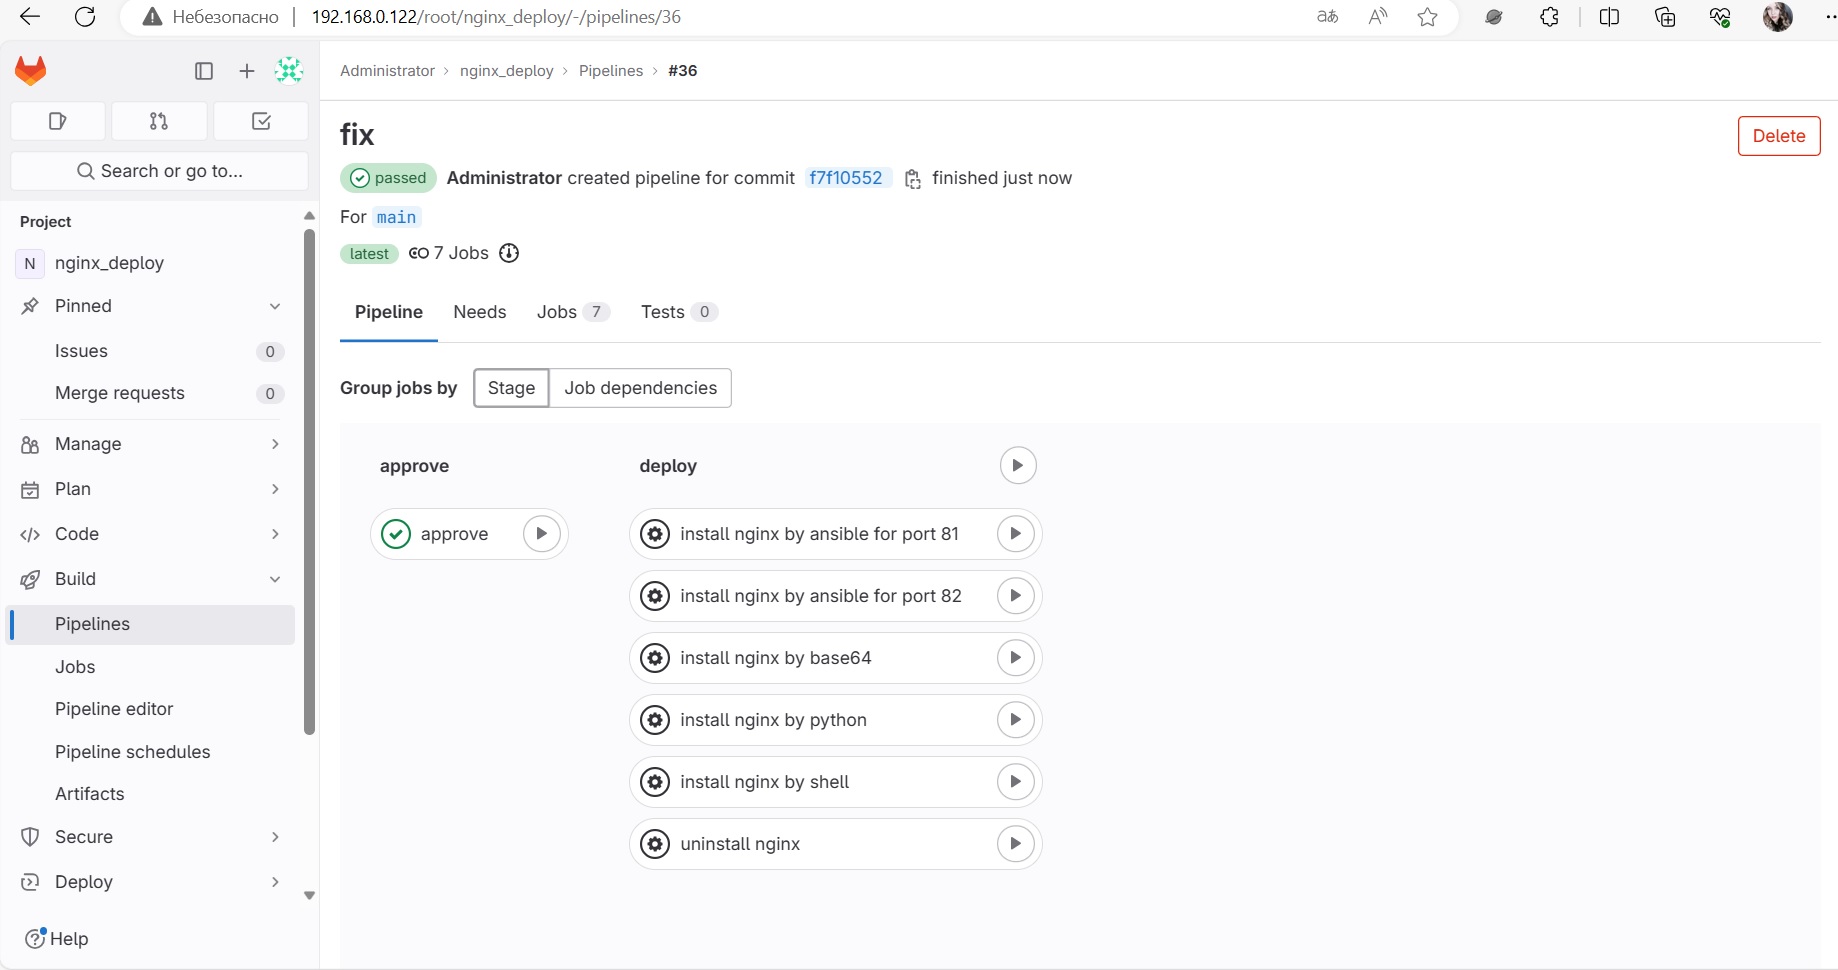 Небезопасно 192.168.0.122/root/nginx_deploy/-/pipelines/36
Administrator > nginx_deploy > Pipelines > #36
Search or go to...
Project
N nginx_deploy
Pinned
Issues 0
Merge requests 0
Manage
Plan
Code
Build
Pipelines
Jobs
Pipeline editor
Pipeline schedules
Artifacts
Secure
Deploy
Help
fix
Delete
passed Administrator created pipeline for commit f7f10552 finished just now
For main
latest 7 Jobs
Pipeline Needs Jobs 7 Tests 0
Group jobs by Stage Job dependencies
approve
approve
deploy
install nginx by ansible for port 81
install nginx by ansible for port 82
install nginx by base64
install nginx by python
install nginx by shell
uninstall nginx